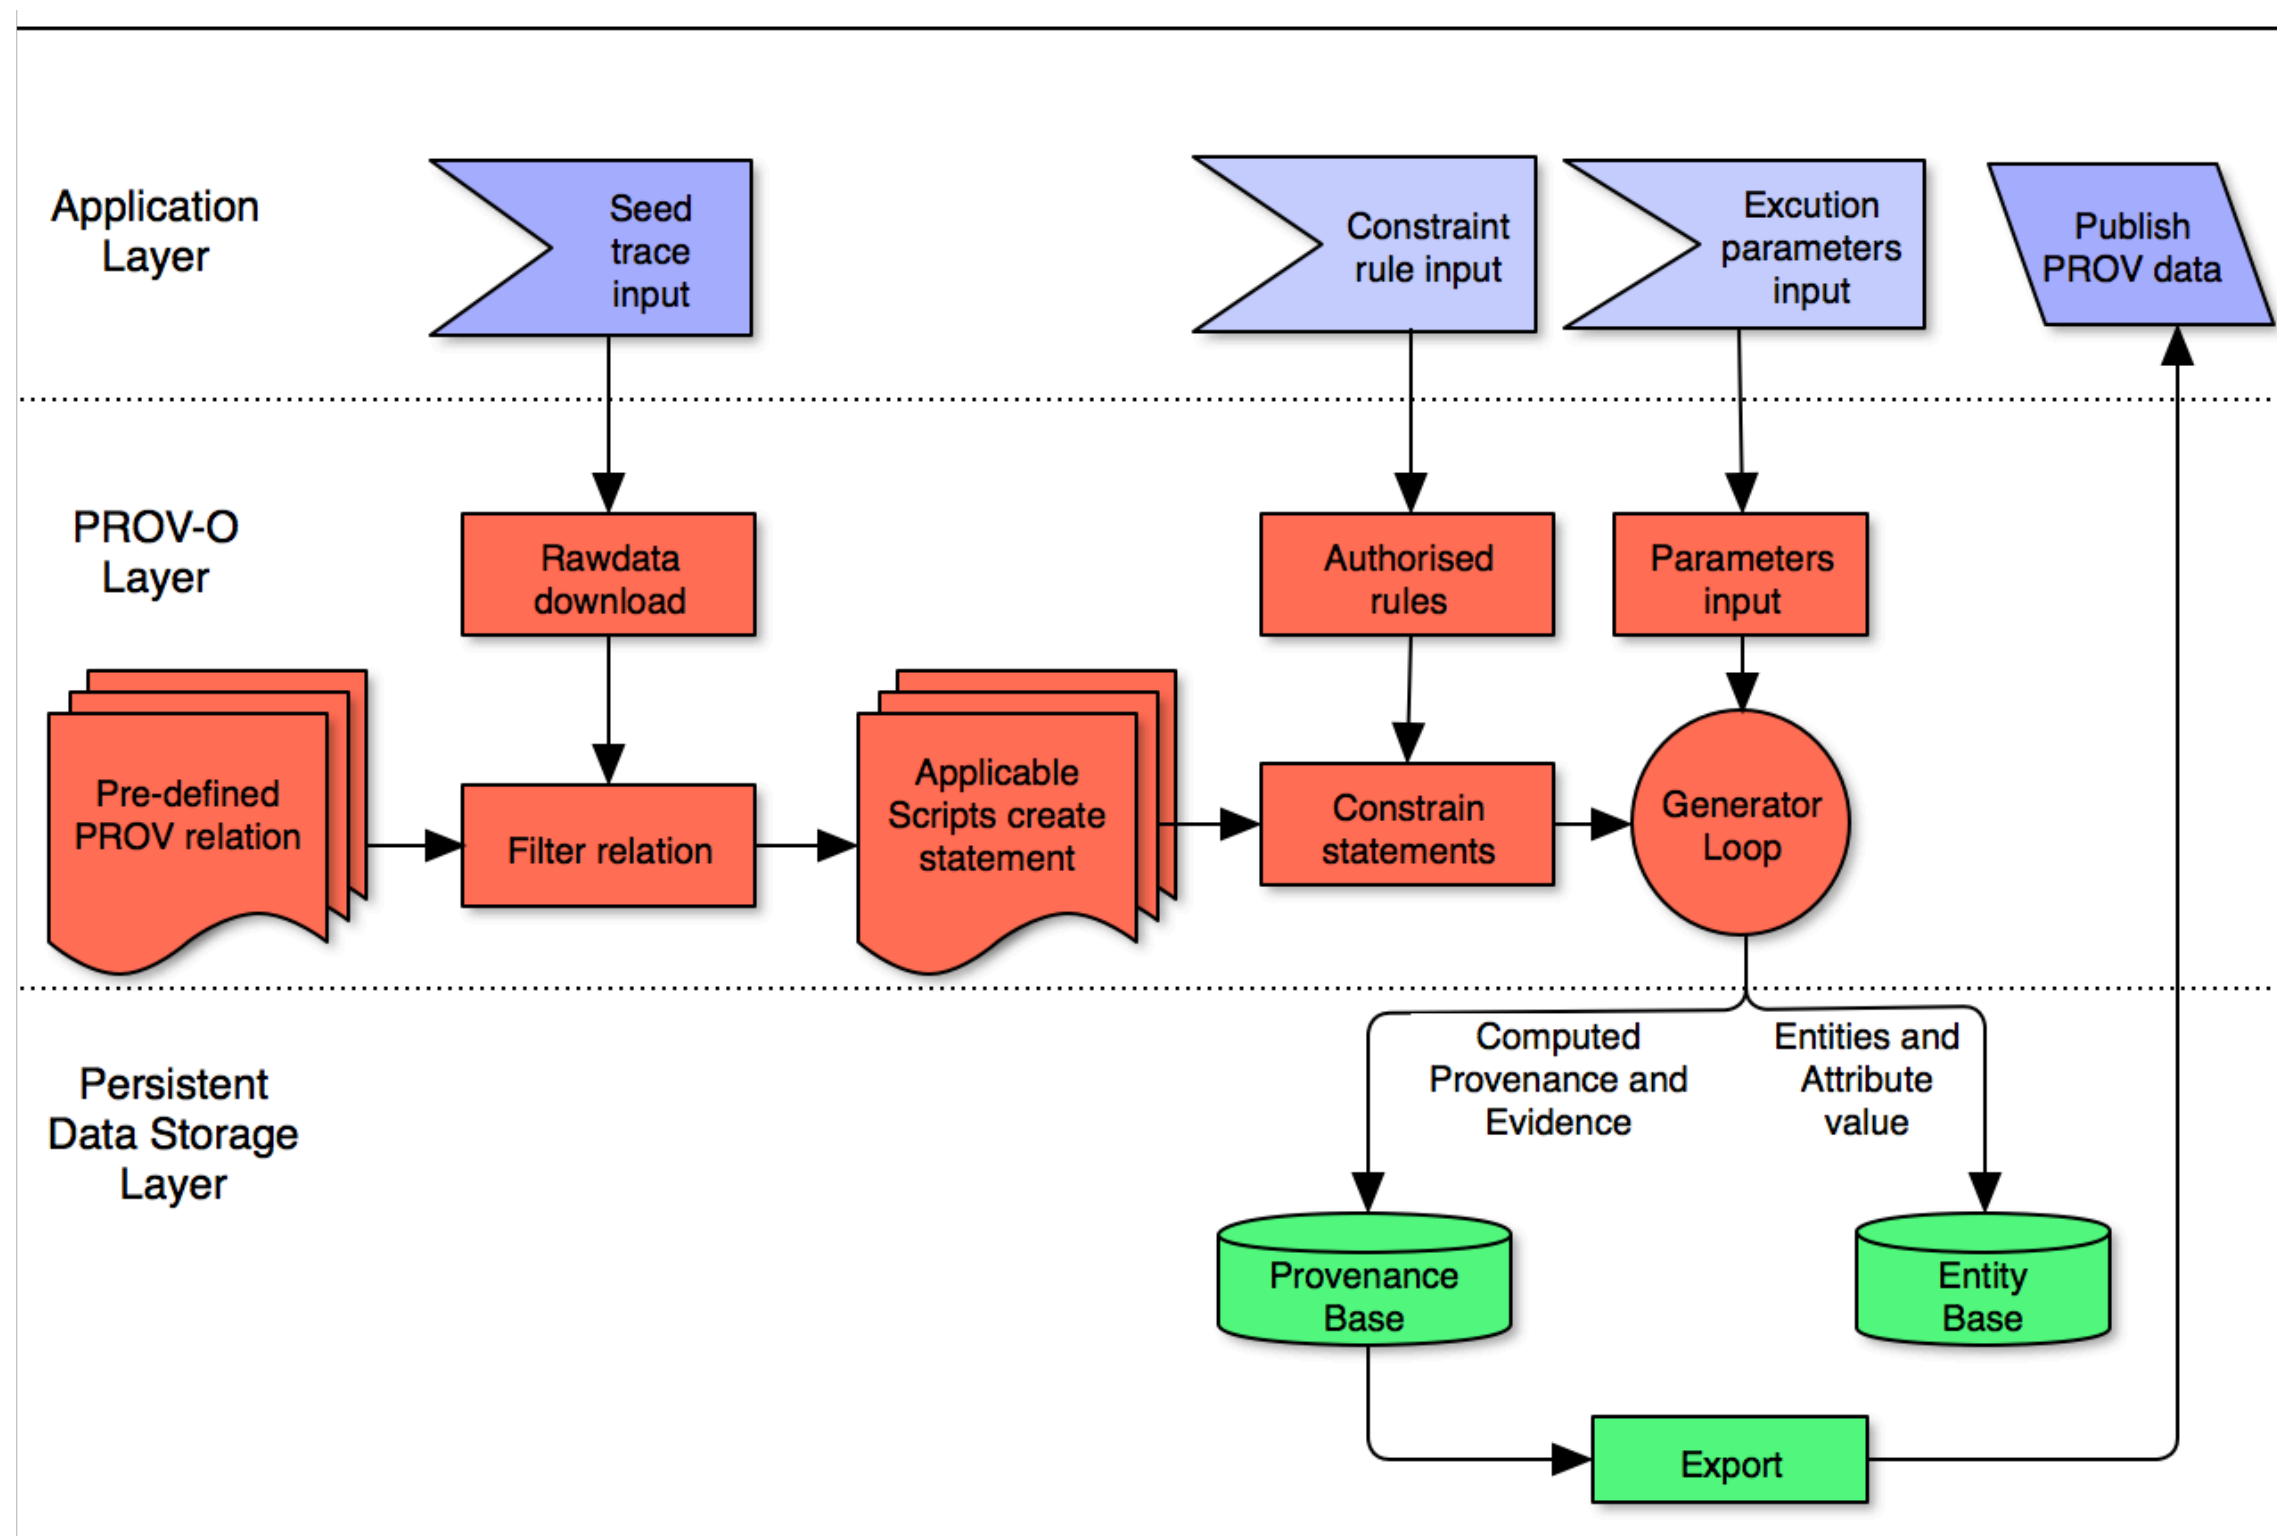 Application
Layer
Seed
trace
input
Constraint
rule input
Excution
parameters
input
Publish
PROV data
PROV-O
Layer
Rawdata
download
Authorised
rules
Parameters
input
Pre-defined
PROV relation
Filter relation
Applicable
Scripts create
statement
Constrain
statements
Generator
Loop
Persistent
Data Storage
Layer
Computed
Provenance and
Evidence
Entities and
Attribute
value
Provenance
Base
Entity
Base
Export